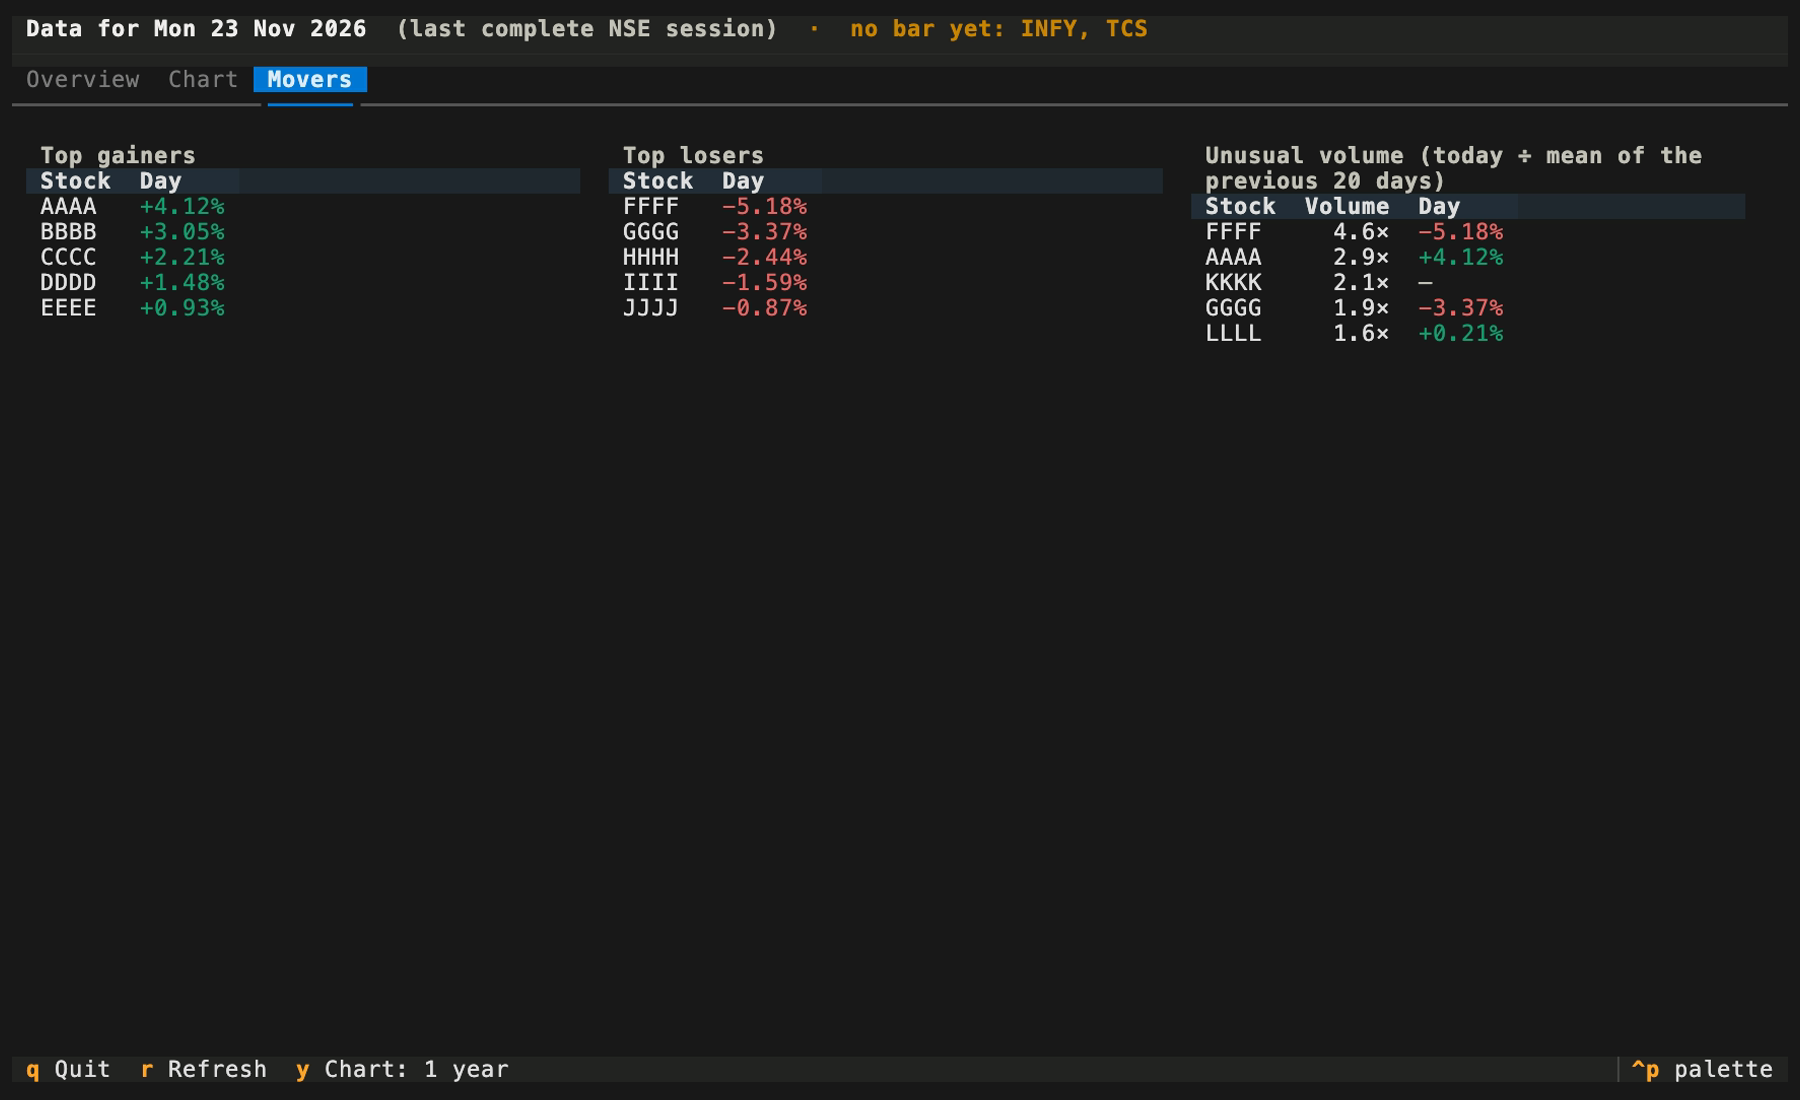 Data for Mon 23 Nov 2026 (last complete NSE session) · no bar yet: INFY, TCS
Overview Chart Movers
Top gainers
Stock Day
AAAA +4.12%
BBBB +3.05%
CCCC +2.21%
DDDD +1.48%
EEEE +0.93%
Top losers
Stock Day
FFFF −5.18%
GGGG −3.37%
HHHH −2.44%
IIII −1.59%
JJJJ −0.87%
Unusual volume (today ÷ mean of the
previous 20 days)
Stock Volume Day
FFFF 4.6× −5.18%
AAAA 2.9× +4.12%
KKKK 2.1× —
GGGG 1.9× −3.37%
LLLL 1.6× +0.21%
q Quit r Refresh y Chart: 1 year ^p palette